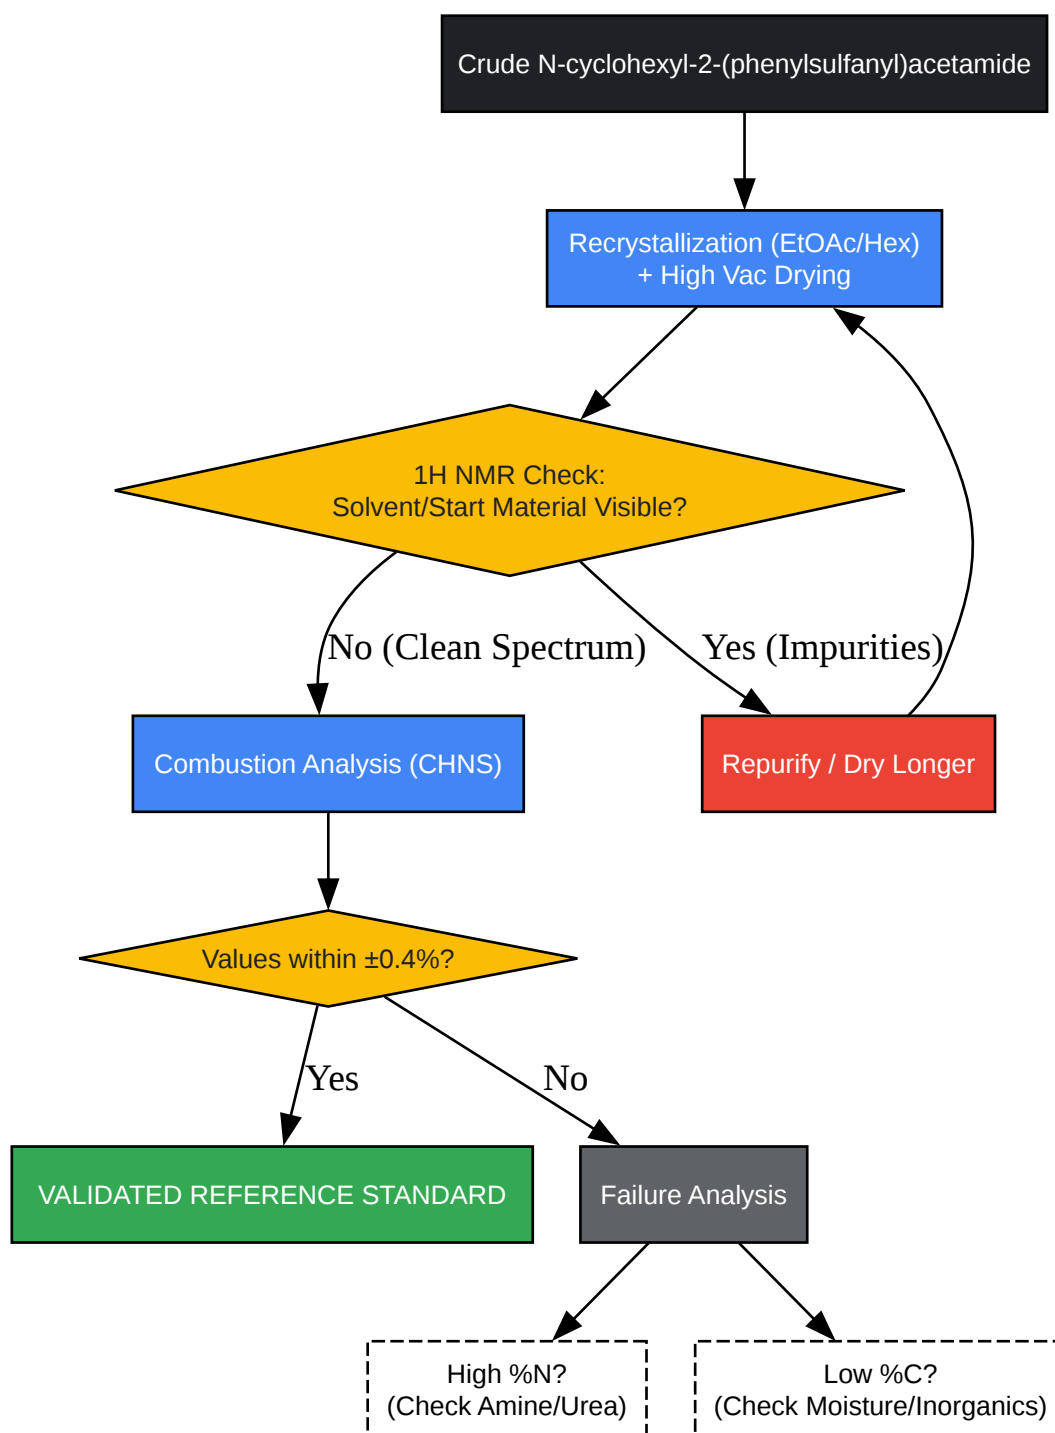 Crude N-cyclohexyl-2-(phenylsulfanyl)acetamide
Recrystallization (EtOAc/Hex)
+ High Vac Drying
1H NMR Check:
Solvent/Start Material Visible?
No (Clean Spectrum)
Yes (Impurities)
Combustion Analysis (CHNS)
Repurify / Dry Longer
Values within ±0.4%?
Yes
No
VALIDATED REFERENCE STANDARD
Failure Analysis
High %N?
(Check Amine/Urea)
Low %C?
(Check Moisture/Inorganics)